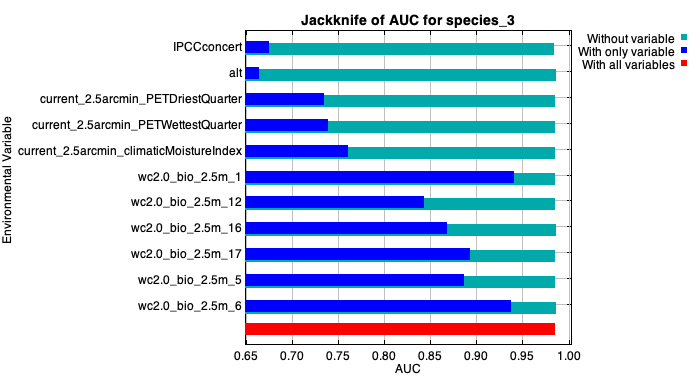 Jackknife of AUC for species_3
Without variable
With only variable
With all variables
Environmental Variable
IPCCconcert
alt
current_2.5arcmin_PETDriestQuarter
current_2.5arcmin_PETWettestQuarter
current_2.5arcmin_climaticMoistureIndex
wc2.0_bio_2.5m_1
wc2.0_bio_2.5m_12
wc2.0_bio_2.5m_16
wc2.0_bio_2.5m_17
wc2.0_bio_2.5m_5
wc2.0_bio_2.5m_6
0.65 0.70 0.75 0.80 0.85 0.90 0.95 1.00
AUC